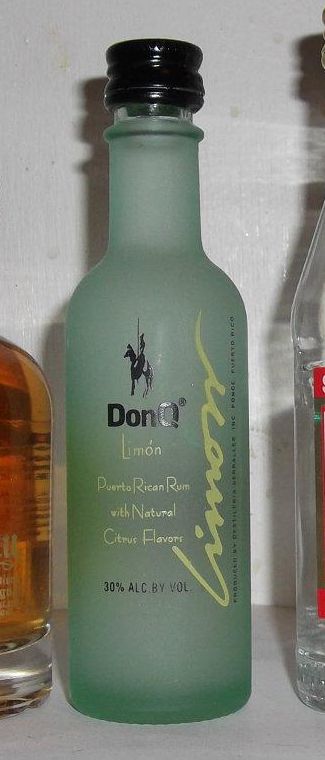 DonQ®
Limón
Puerto Rican Rum
with Natural
Citrus Flavors
30% ALC. BY VOL.
Limón
PRODUCED BY DESTILERIA SERRALLES, INC. PONCE, PUERTO RICO